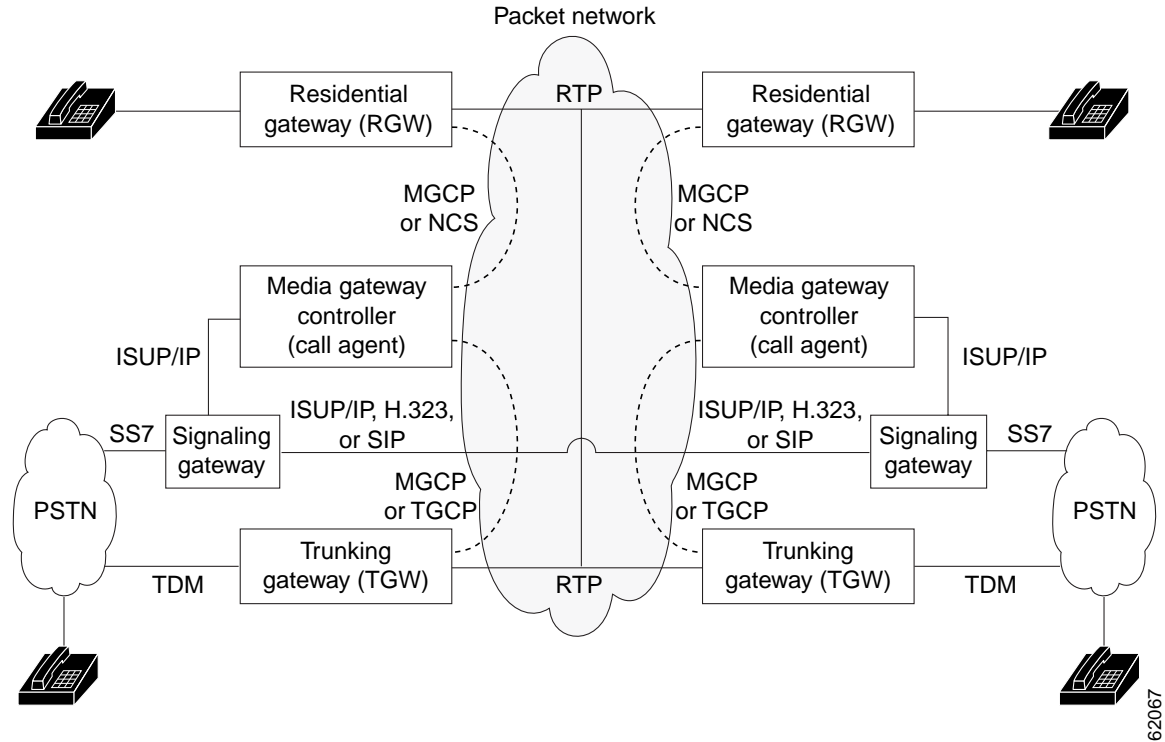 Packet network
Residential
gateway (RGW)
RTP
Residential
gateway (RGW)
MGCP
or NCS
MGCP
or NCS
Media gateway
controller
(call agent)
Media gateway
controller
(call agent)
ISUP/IP
ISUP/IP
ISUP/IP, H.323,
or SIP
ISUP/IP, H.323,
or SIP
SS7
Signaling
gateway
Signaling
gateway
SS7
PSTN
MGCP
or TGCP
MGCP
or TGCP
PSTN
Trunking
gateway (TGW)
Trunking
gateway (TGW)
TDM
RTP
TDM
62067